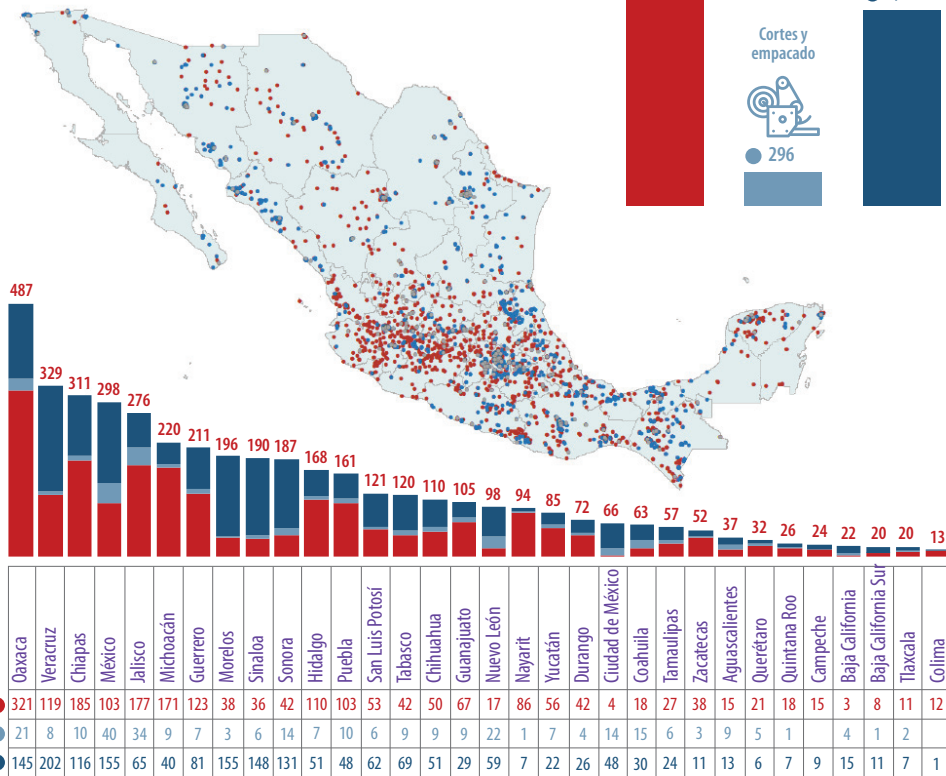 Cortes y
empacado
296
487
329
311
298
276
220
211
196
190
187
168
161
121
120
110
105
98
94
85
72
66
63
57
52
37
32
26
24
22
20
20
13
Oaxaca
Veracruz
Chiapas
México
Jalisco
Michoacán
Guerrero
Morelos
Sinaloa
Sonora
Hidalgo
Puebla
San Luis Potosí
Tabasco
Chihuahua
Guanajuato
Nuevo León
Nayarit
Yucatán
Durango
Ciudad de México
Coahuila
Tamaulipas
Zacatecas
Aguascalientes
Querétaro
Quintana Roo
Campeche
Baja California
Baja California Sur
Tlaxcala
Colima
321 119 185 103 177 171 123 38 36 42 110 103 53 42 50 67 17 86 56 42 4 18 27 38 15 21 18 15 3 8 11 12
21 8 10 40 34 9 7 3 6 14 7 10 6 9 9 9 22 1 7 4 14 15 6 3 9 5 1 4 1 2
145 202 116 155 65 40 81 155 148 131 51 48 62 69 51 29 59 7 22 26 48 30 24 11 13 6 7 9 15 11 7 1